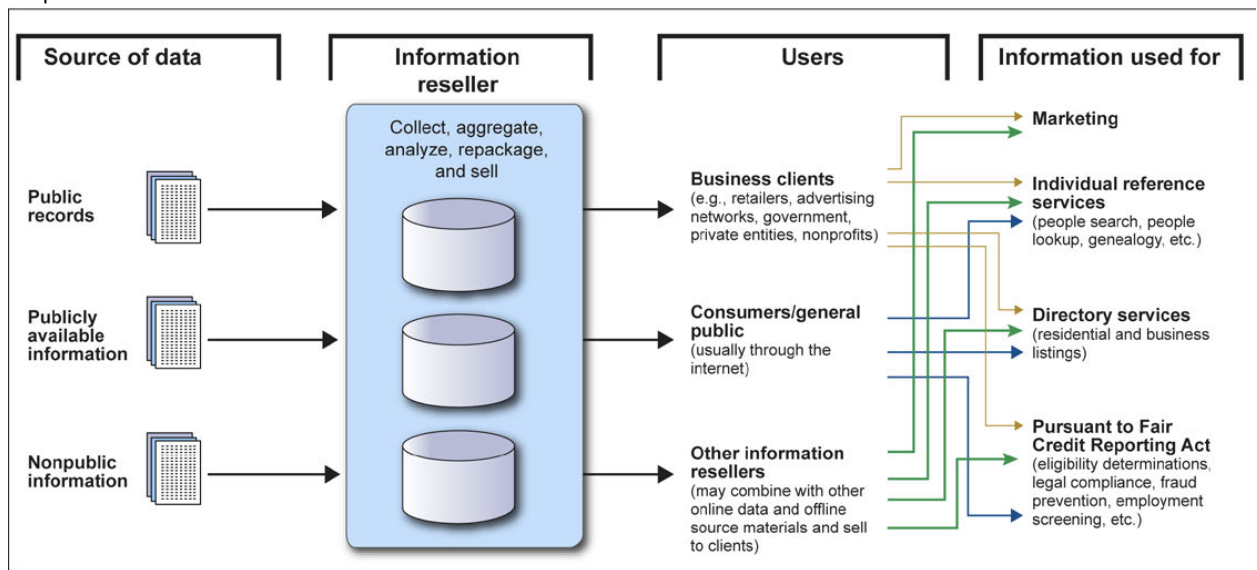 Source of data
Information
reseller
Users
Information used for
Collect, aggregate,
analyze, repackage,
and sell
Public
records
Publicly
available
information
Nonpublic
information
Business clients
(e.g., retailers, advertising
networks, government,
private entities, nonprofits)
Consumers/general
public
(usually through the
internet)
Other information
resellers
(may combine with other
online data and offline
source materials and sell
to clients)
Marketing
Individual reference
services
(people search, people
lookup, genealogy, etc.)
Directory services
(residential and business
listings)
Pursuant to Fair
Credit Reporting Act
(eligibility determinations,
legal compliance, fraud
prevention, employment
screening, etc.)